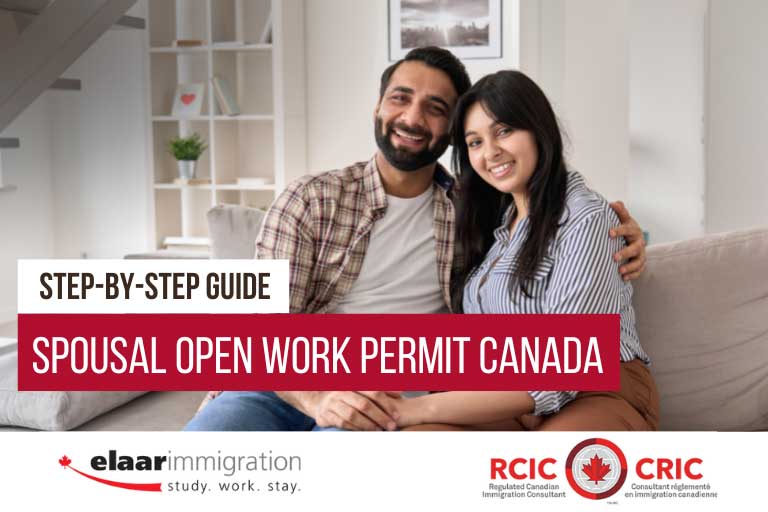 STEP-BY-STEP GUIDE
SPOUSAL OPEN WORK PERMIT CANADA
elaarimmigration
study. work. stay.
RCIC
Regulated Canadian
Immigration Consultant
CRIC
Consultant réglementé
en immigration canadienne